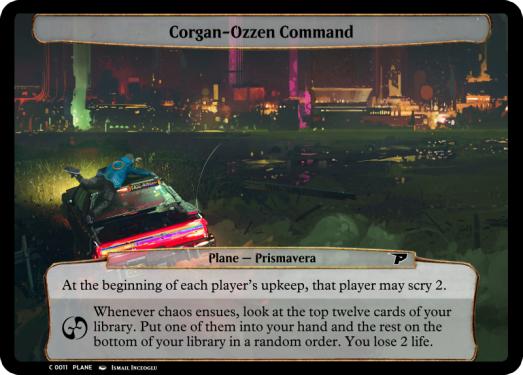 Corgan-Ozzen Command
Plane — Prismavera
At the beginning of each player's upkeep, that player may scry 2.
Whenever chaos ensues, look at the top twelve cards of your
library. Put one of them into your hand and the rest on the
bottom of your library in a random order. You lose 2 life.
C 0011 PLANE Ismail Inceoglu